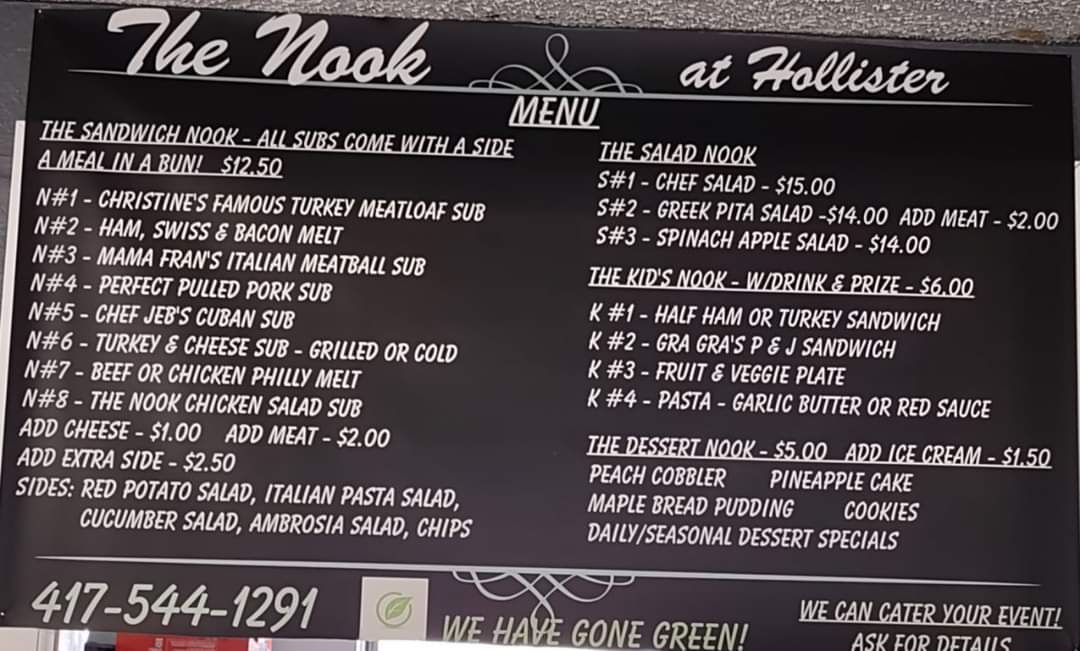 The Nook at Hollister
MENU
THE SANDWICH NOOK - ALL SUBS COME WITH A SIDE
A MEAL IN A BUN! $12.50
N#1 - CHRISTINE'S FAMOUS TURKEY MEATLOAF SUB
N#2 - HAM, SWISS & BACON MELT
N#3 - MAMA FRAN'S ITALIAN MEATBALL SUB
N#4 - PERFECT PULLED PORK SUB
N#5 - CHEF JEB'S CUBAN SUB
N#6 - TURKEY & CHEESE SUB - GRILLED OR COLD
N#7 - BEEF OR CHICKEN PHILLY MELT
N#8 - THE NOOK CHICKEN SALAD SUB
ADD CHEESE - $1.00 ADD MEAT - $2.00
ADD EXTRA SIDE - $2.50
SIDES: RED POTATO SALAD, ITALIAN PASTA SALAD,
CUCUMBER SALAD, AMBROSIA SALAD, CHIPS
THE SALAD NOOK
S#1 - CHEF SALAD - $15.00
S#2 - GREEK PITA SALAD -$14.00 ADD MEAT - $2.00
S#3 - SPINACH APPLE SALAD - $14.00
THE KID'S NOOK - W/DRINK & PRIZE - $6.00
K #1 - HALF HAM OR TURKEY SANDWICH
K #2 - GRA GRA'S P & J SANDWICH
K #3 - FRUIT & VEGGIE PLATE
K #4 - PASTA - GARLIC BUTTER OR RED SAUCE
THE DESSERT NOOK - $5.00 ADD ICE CREAM - $1.50
PEACH COBBLER PINEAPPLE CAKE
MAPLE BREAD PUDDING COOKIES
DAILY/SEASONAL DESSERT SPECIALS
417-544-1291
WE HAVE GONE GREEN!
WE CAN CATER YOUR EVENT!
ASK FOR DETAILS